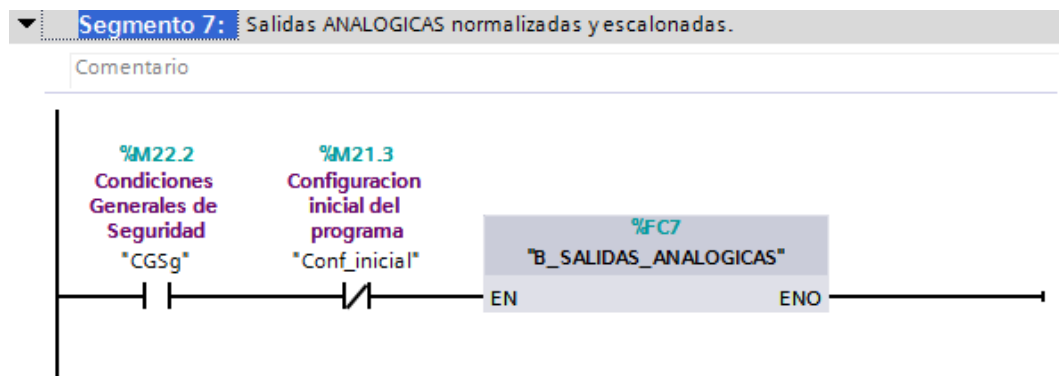 Segmento 7: Salidas ANALOGICAS normalizadas y escalonadas.
Comentario
%M22.2
Condiciones
Generales de
Seguridad
"CGSg"
%M21.3
Configuracion
inicial del
programa
"Conf_inicial"
%FC7
"B_SALIDAS_ANALOGICAS"
EN ENO